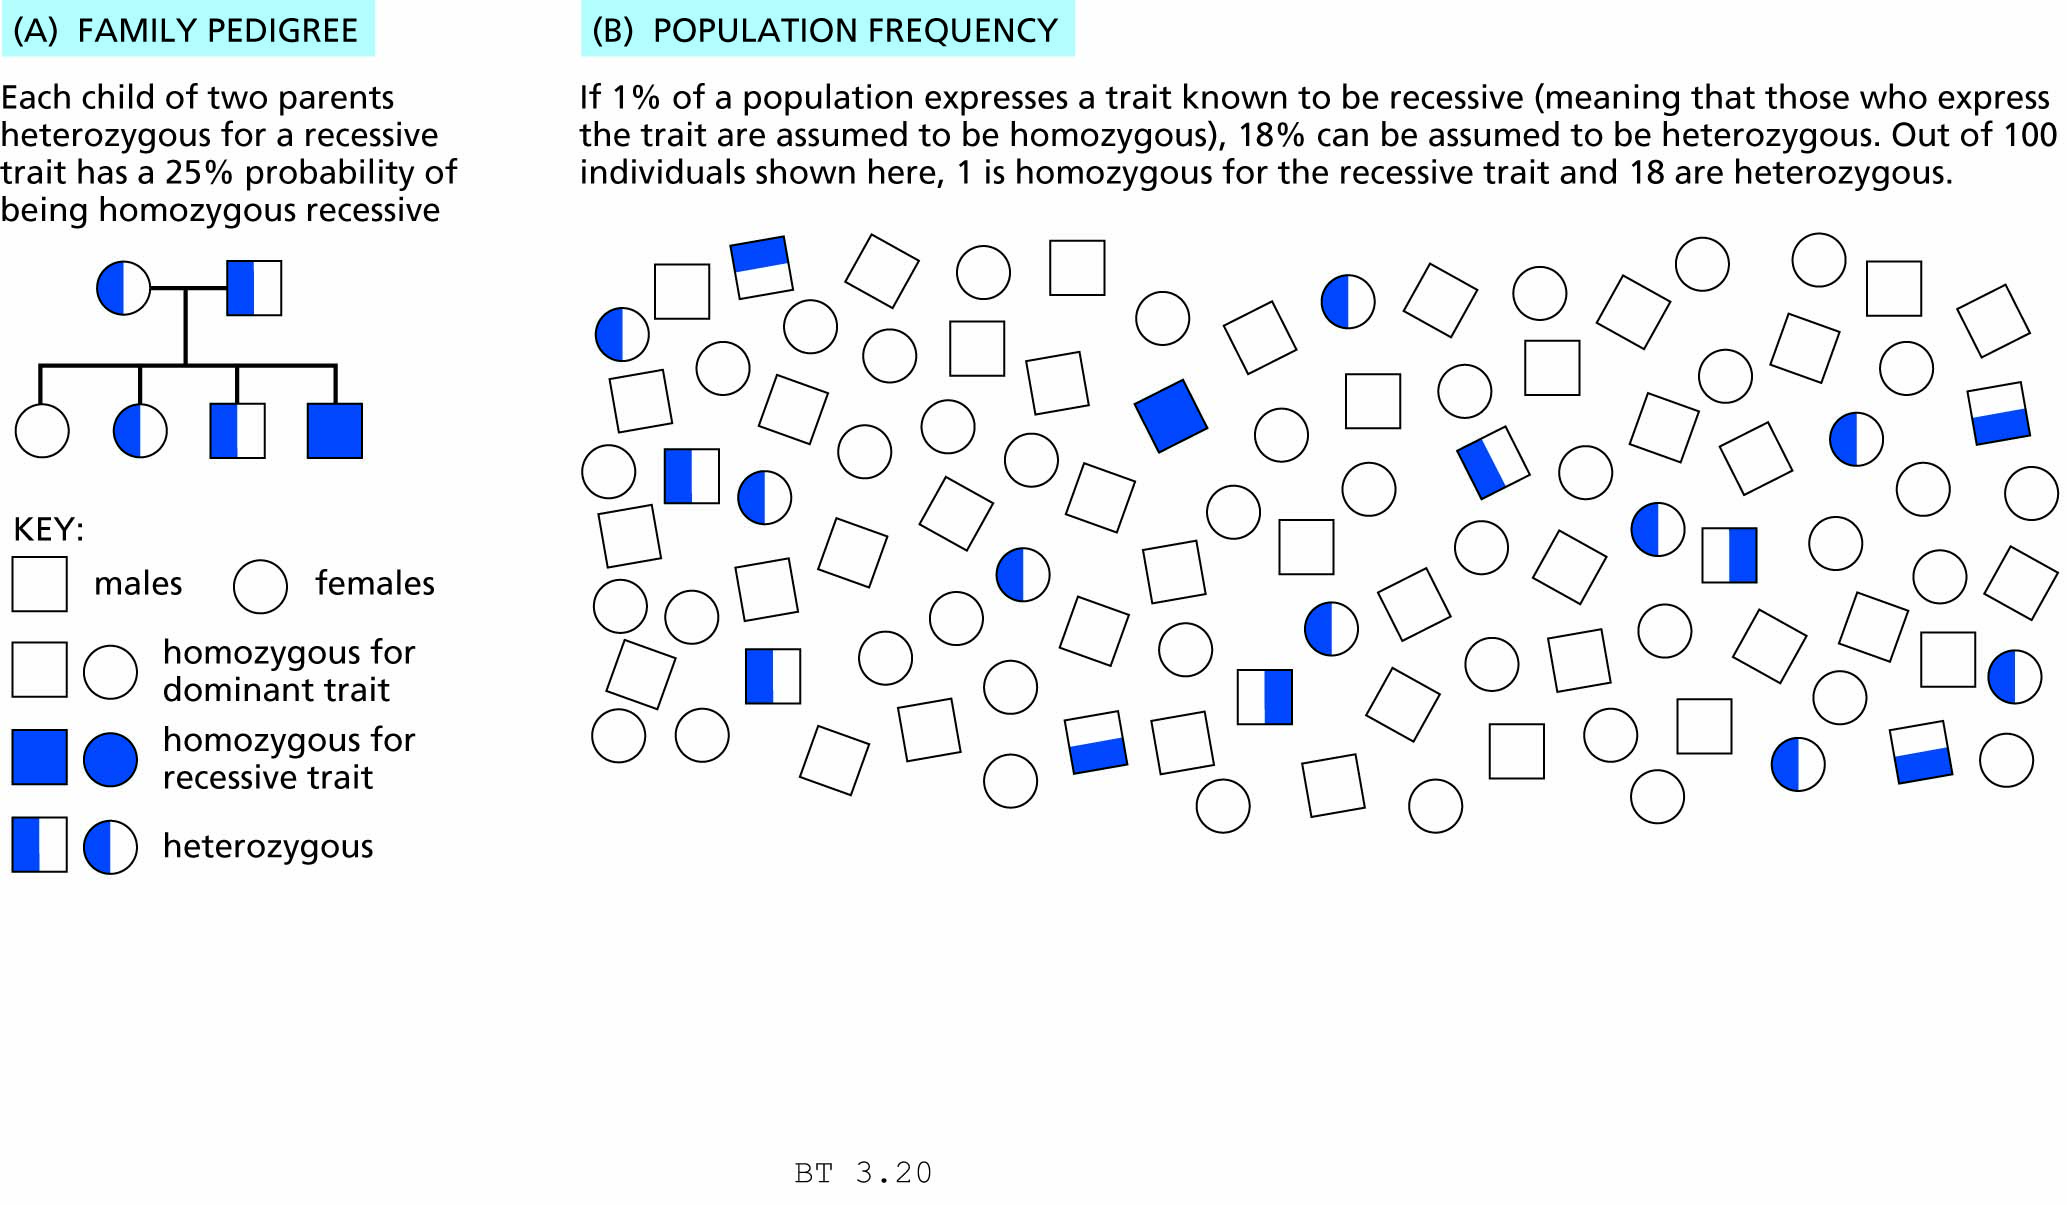 (A) FAMILY PEDIGREE
Each child of two parents
heterozygous for a recessive
trait has a 25% probability of
being homozygous recessive
KEY:
males females
homozygous for
dominant trait
homozygous for
recessive trait
heterozygous
(B) POPULATION FREQUENCY
If 1% of a population expresses a trait known to be recessive (meaning that those who express
the trait are assumed to be homozygous), 18% can be assumed to be heterozygous. Out of 100
individuals shown here, 1 is homozygous for the recessive trait and 18 are heterozygous.
BT 3.20